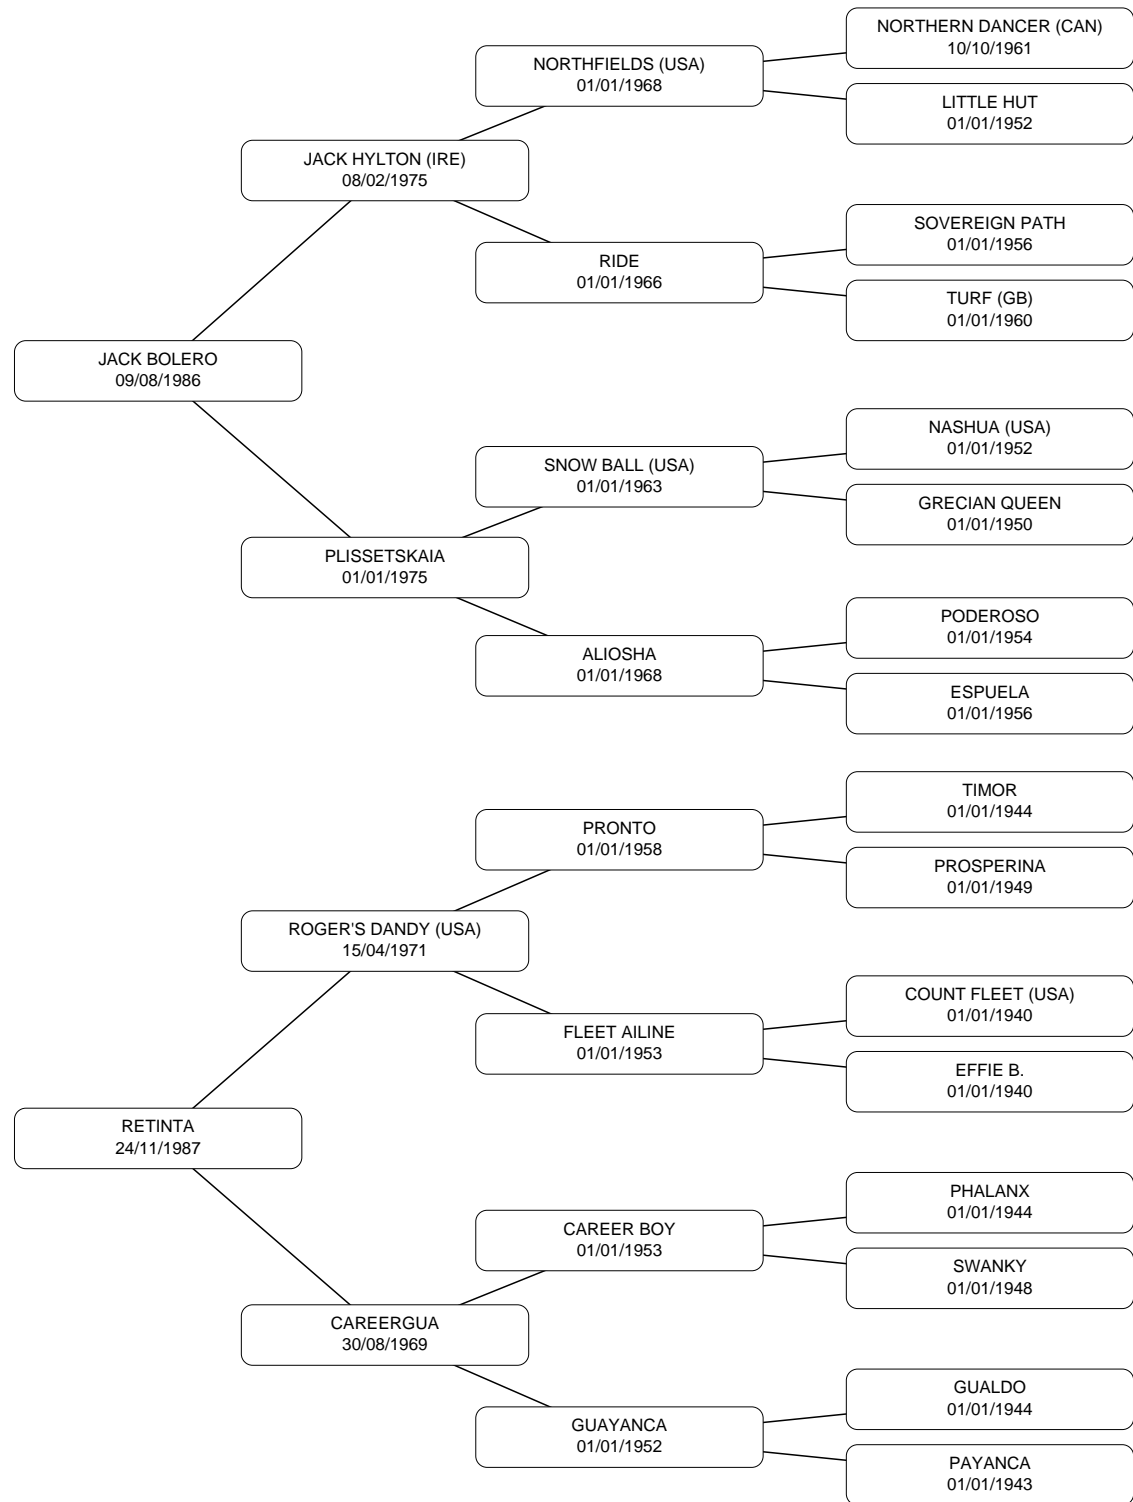 NORTHERN DANCER (CAN)
10/10/1961
NORTHFIELDS (USA)
01/01/1968
LITTLE HUT
01/01/1952
JACK HYLTON (IRE)
08/02/1975
SOVEREIGN PATH
01/01/1956
RIDE
01/01/1966
TURF (GB)
01/01/1960
JACK BOLERO
09/08/1986
NASHUA (USA)
01/01/1952
SNOW BALL (USA)
01/01/1963
GRECIAN QUEEN
01/01/1950
PLISSETSKAIA
01/01/1975
PODEROSO
01/01/1954
ALIOSHA
01/01/1968
ESPUELA
01/01/1956
TIMOR
01/01/1944
PRONTO
01/01/1958
PROSPERINA
01/01/1949
ROGER'S DANDY (USA)
15/04/1971
COUNT FLEET (USA)
01/01/1940
FLEET AILINE
01/01/1953
EFFIE B.
01/01/1940
RETINTA
24/11/1987
PHALANX
01/01/1944
CAREER BOY
01/01/1953
SWANKY
01/01/1948
CAREERGUA
30/08/1969
GUALDO
01/01/1944
GUAYANCA
01/01/1952
PAYANCA
01/01/1943